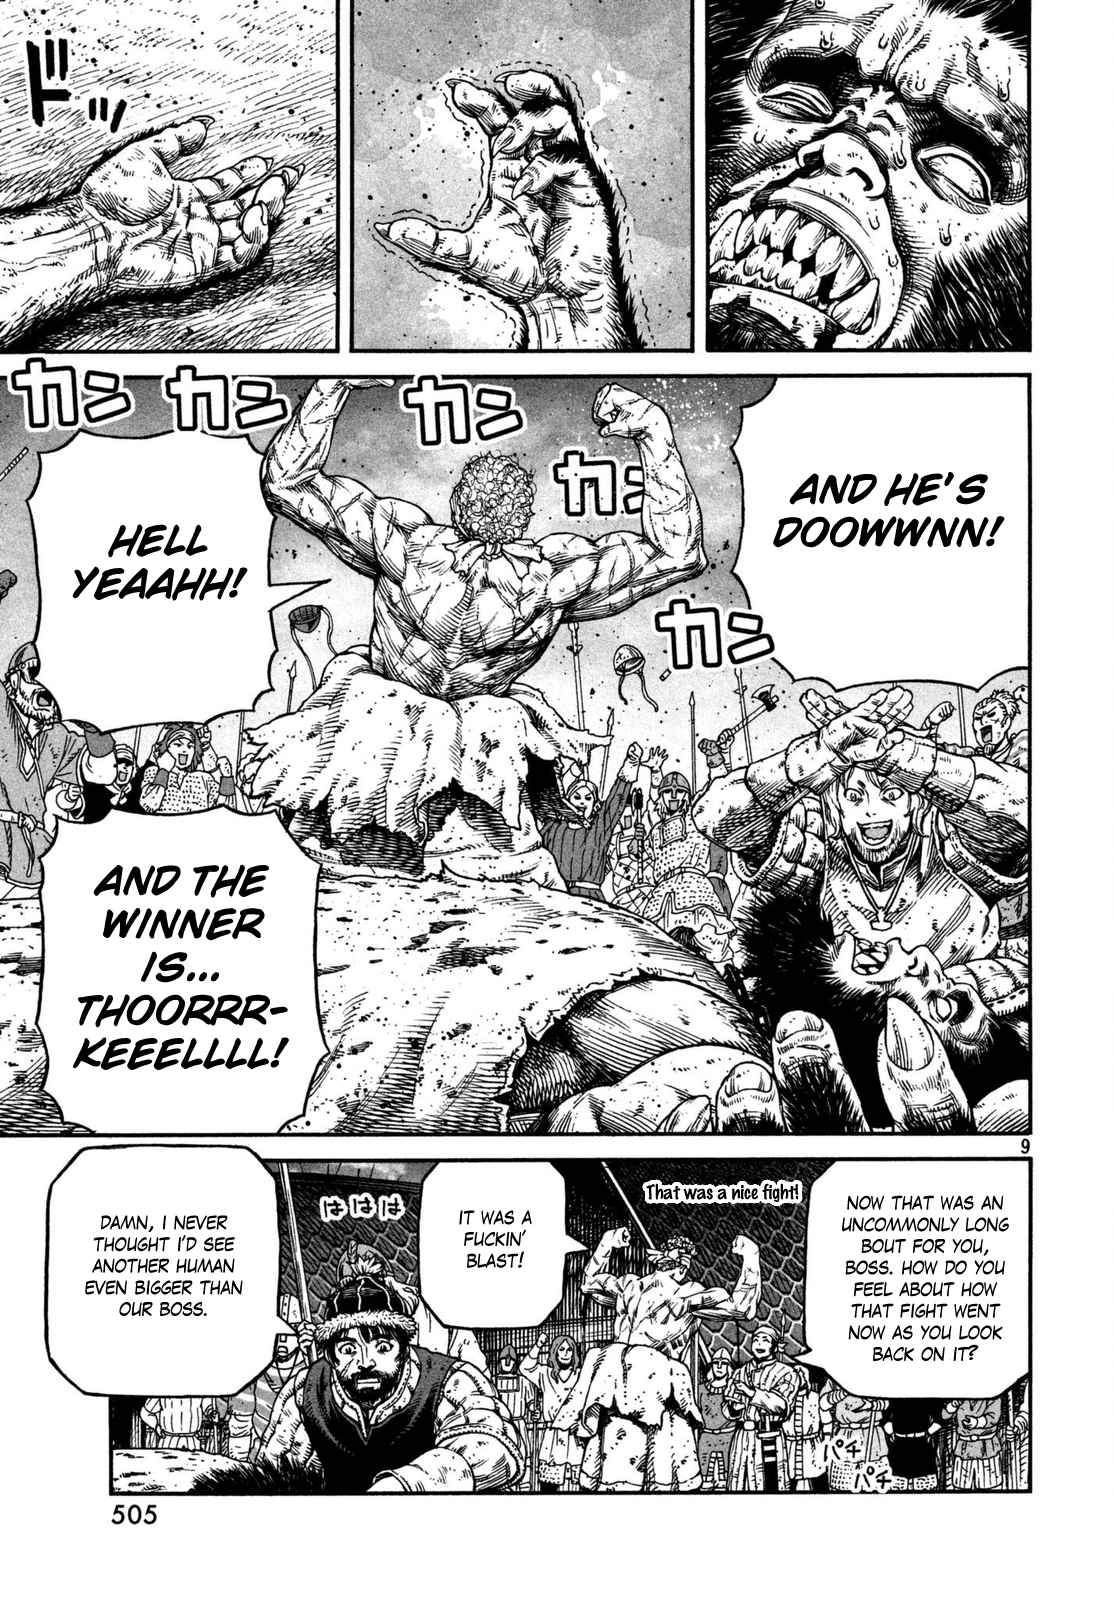 ドッ
カン
カン
カン
カン
カン
AND HE'S
DOOWWNN!
HELL
YEAAHH!
AND THE
WINNER
IS...
THOORRR-
KEEELLLL!
9
NOW THAT WAS AN
UNCOMMONLY LONG
BOUT FOR YOU,
BOSS. HOW DO YOU
FEEL ABOUT HOW
THAT FIGHT WENT
NOW AS YOU LOOK
BACK ON IT?
That was a nice fight!
IT WAS A
FUCKIN'
BLAST!
パチ
パチ
ははは
DAMN, I NEVER
THOUGHT I'D SEE
ANOTHER HUMAN
EVEN BIGGER THAN
OUR BOSS.
505